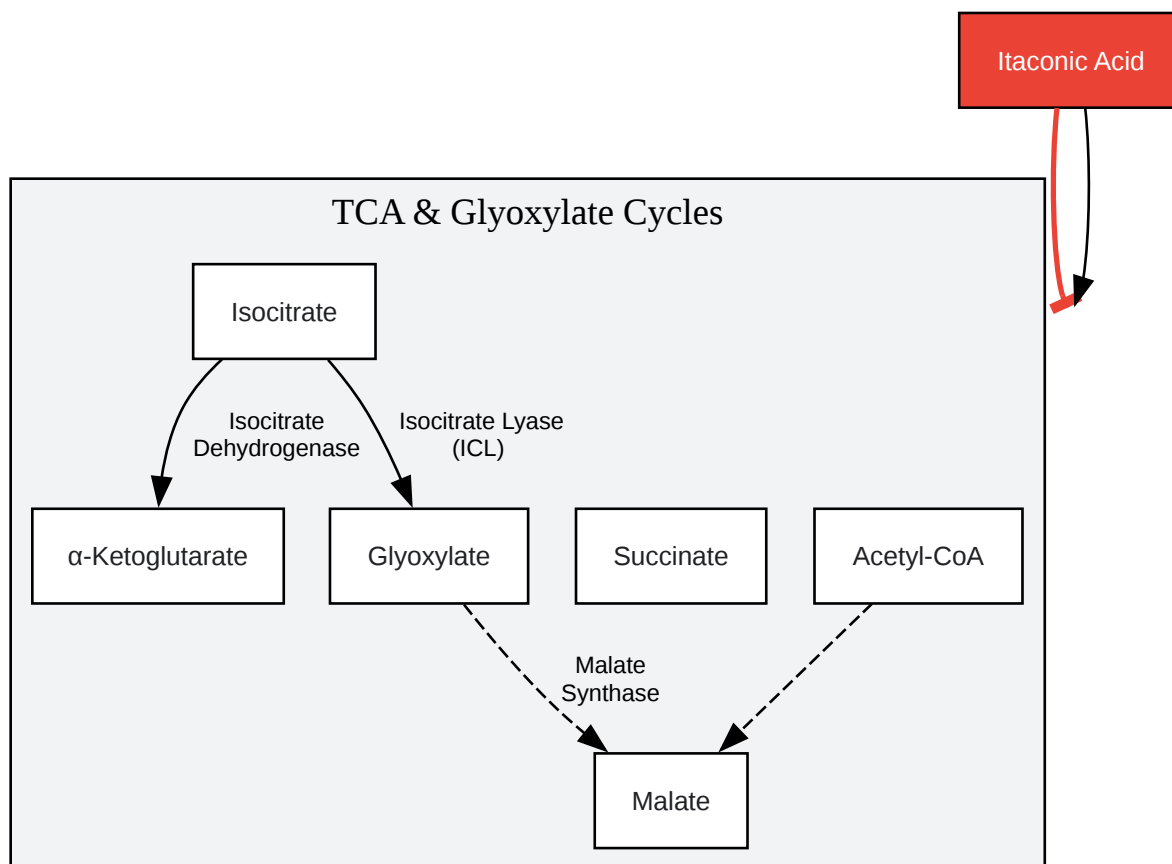 Itaconic Acid
TCA & Glyoxylate Cycles
Isocitrate
Isocitrate
Dehydrogenase
Isocitrate Lyase
(ICL)
α-Ketoglutarate
Glyoxylate
Succinate
Acetyl-CoA
Malate
Synthase
Malate